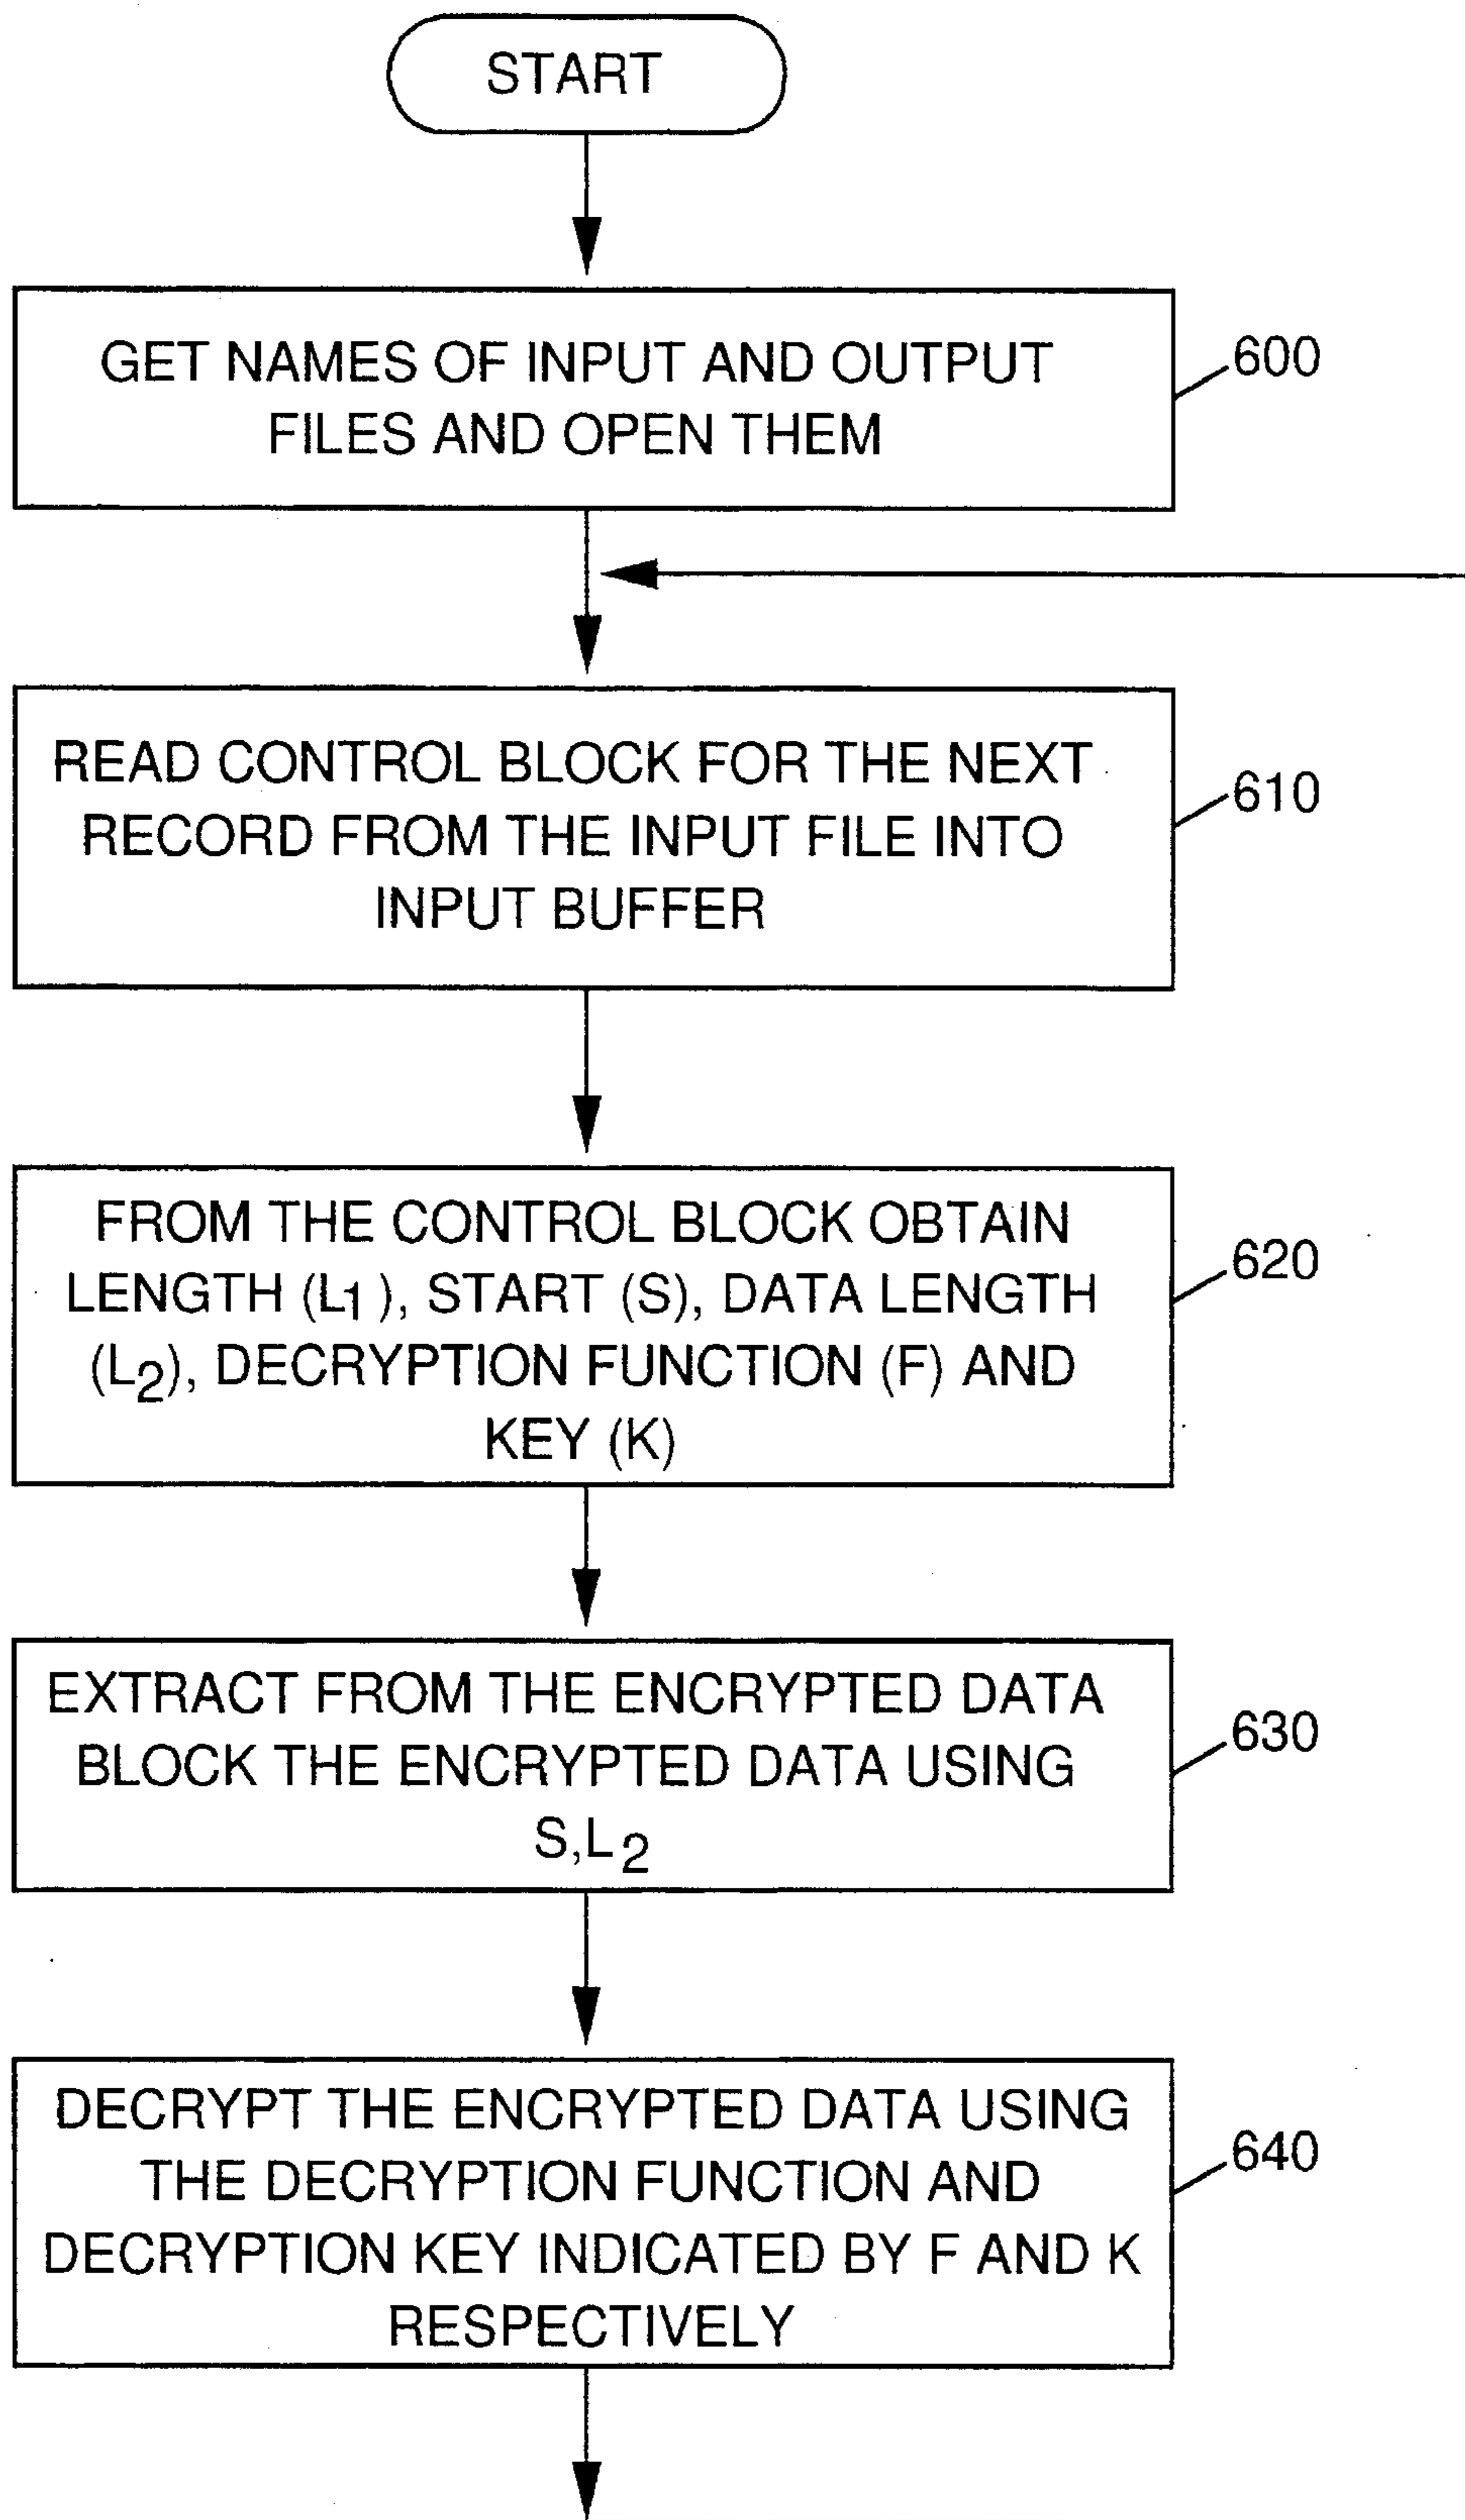 START
GET NAMES OF INPUT AND OUTPUT
FILES AND OPEN THEM
600
READ CONTROL BLOCK FOR THE NEXT
RECORD FROM THE INPUT FILE INTO
INPUT BUFFER
610
FROM THE CONTROL BLOCK OBTAIN
LENGTH (L1), START (S), DATA LENGTH
(L2), DECRYPTION FUNCTION (F) AND
KEY (K)
620
EXTRACT FROM THE ENCRYPTED DATA
BLOCK THE ENCRYPTED DATA USING
S,L2
630
DECRYPT THE ENCRYPTED DATA USING
THE DECRYPTION FUNCTION AND
DECRYPTION KEY INDICATED BY F AND K
RESPECTIVELY
640